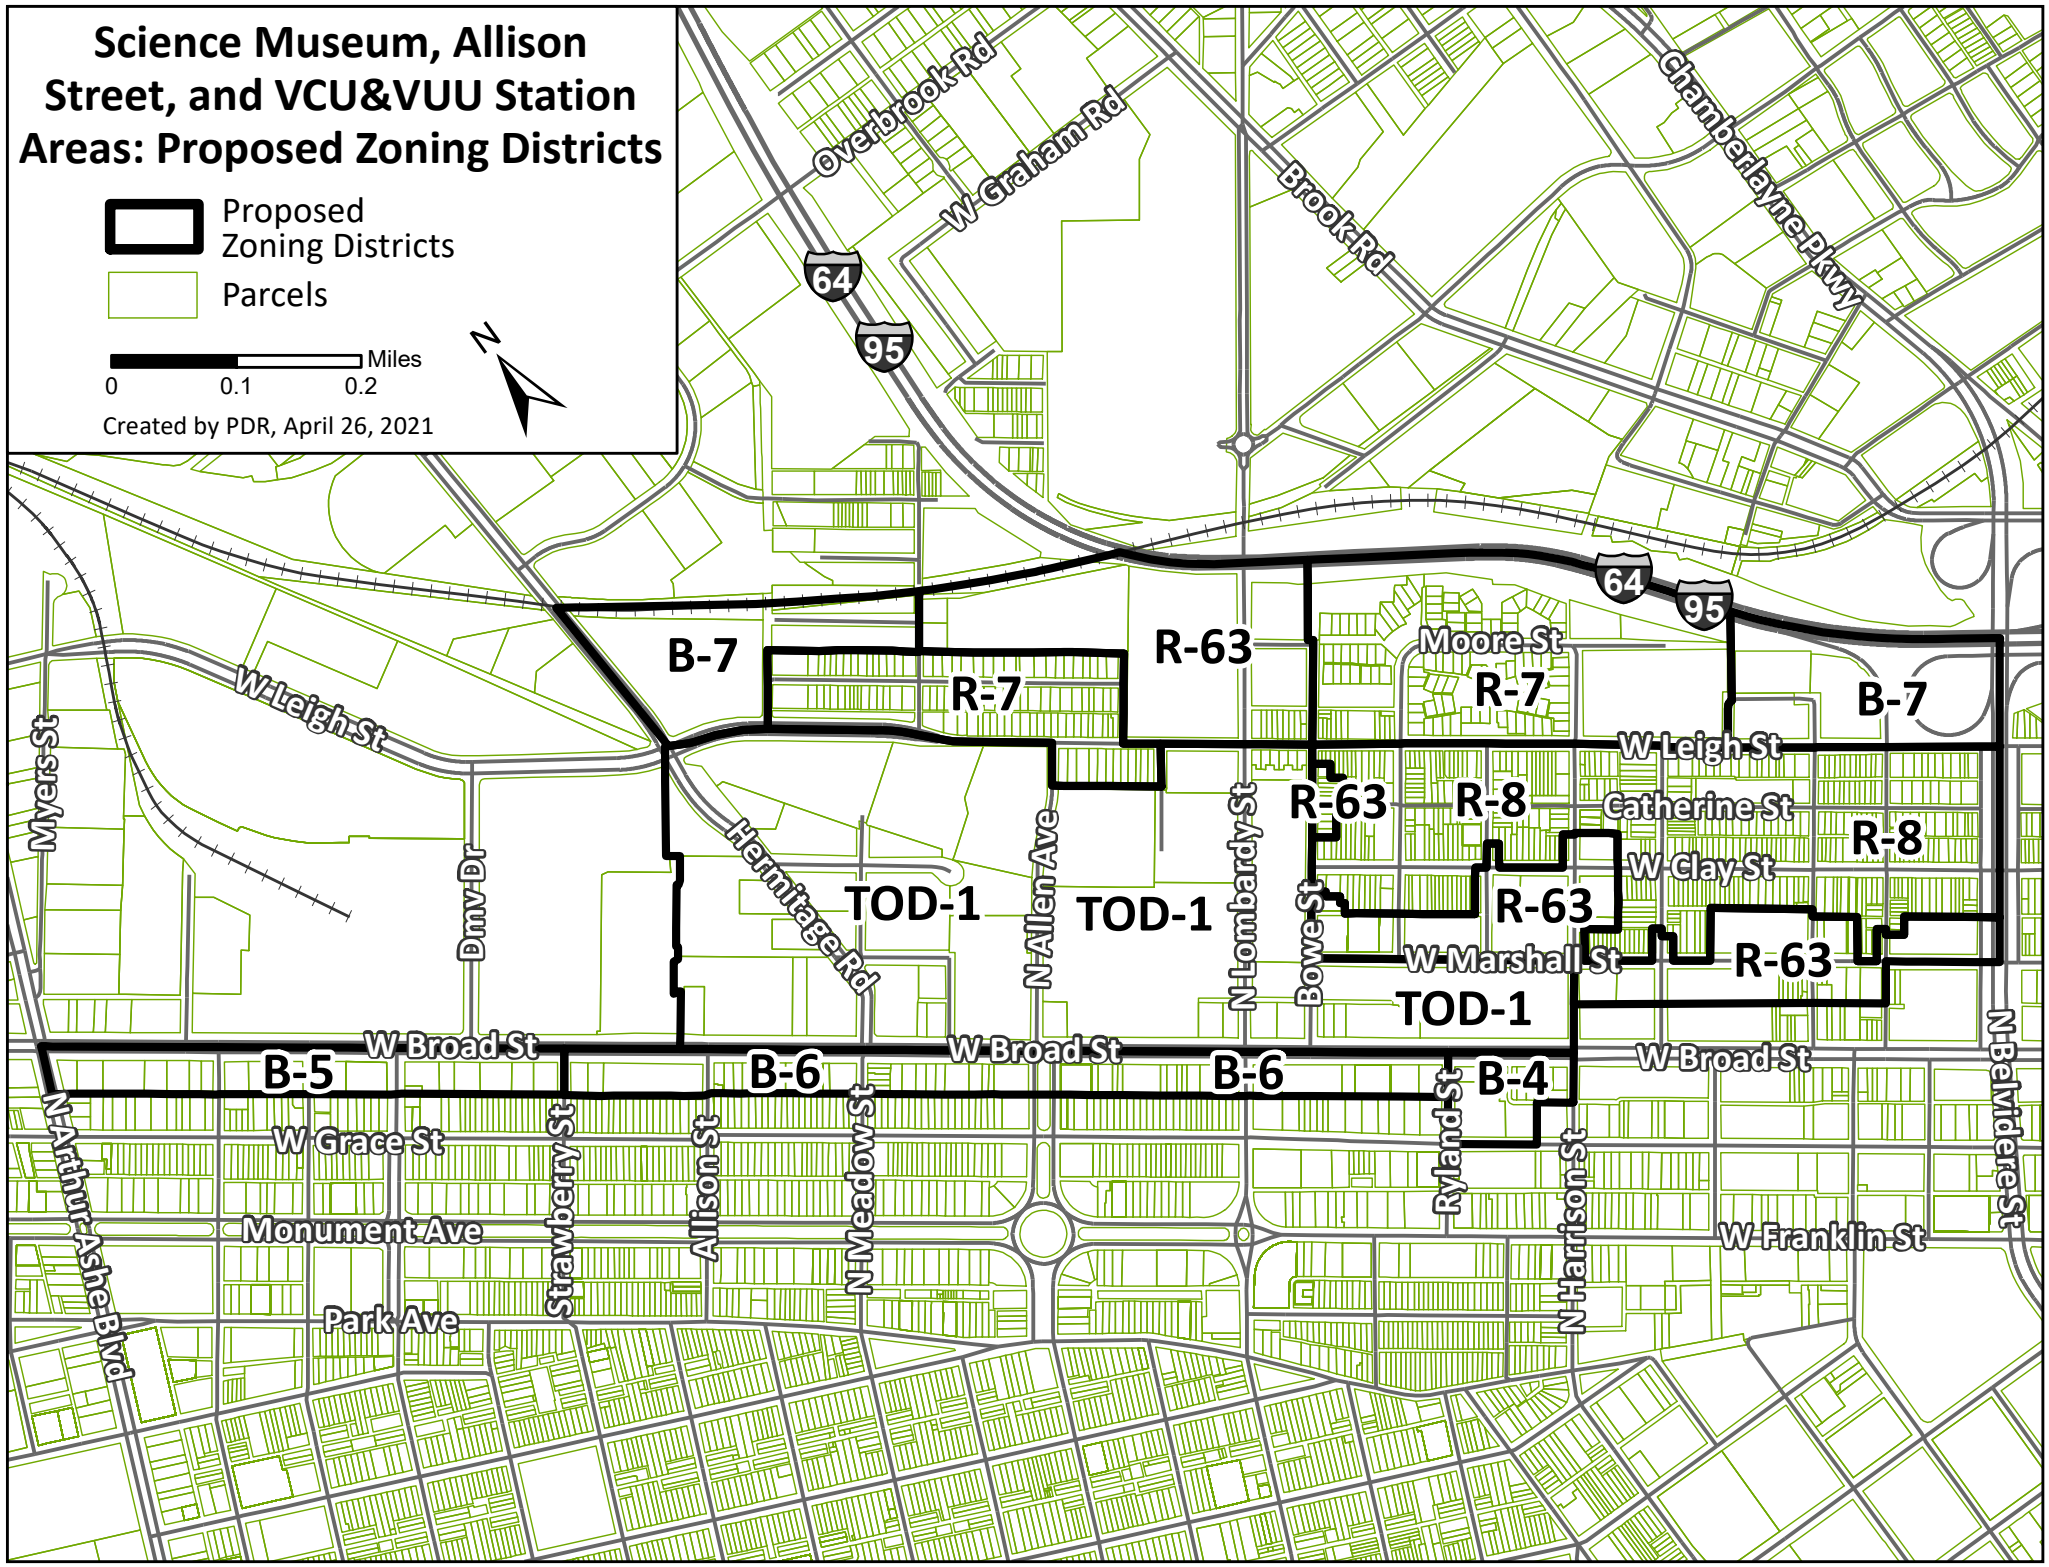 Science Museum, Allison
Street, and VCU&VUU Station
Areas: Proposed Zoning Districts
Proposed
Zoning Districts
Parcels
N
Miles
0 0.1 0.2
Created by PDR, April 26, 2021
Overbrook Rd
W Graham Rd
Brook Rd
Chamberlayne Pkwy
64
95
64
95
B-7
R-63
R-7
Moore St
R-7
B-7
W Leigh St
W Leigh St
Myers St
Dmv Dr
Hermitage Rd
N Allen Ave
N Lombardy St
Bowe St
R-63
R-8
Catherine St
R-8
W Clay St
TOD-1
TOD-1
R-63
W Marshall St
R-63
TOD-1
W Broad St
W Broad St
W Broad St
B-5
B-6
B-6
B-4
N Arthur Ashe Blvd
W Grace St
Strawberry St
Allison St
N Meadow St
Ryland St
N Harrison St
N Belvidere St
Monument Ave
W Franklin St
Park Ave